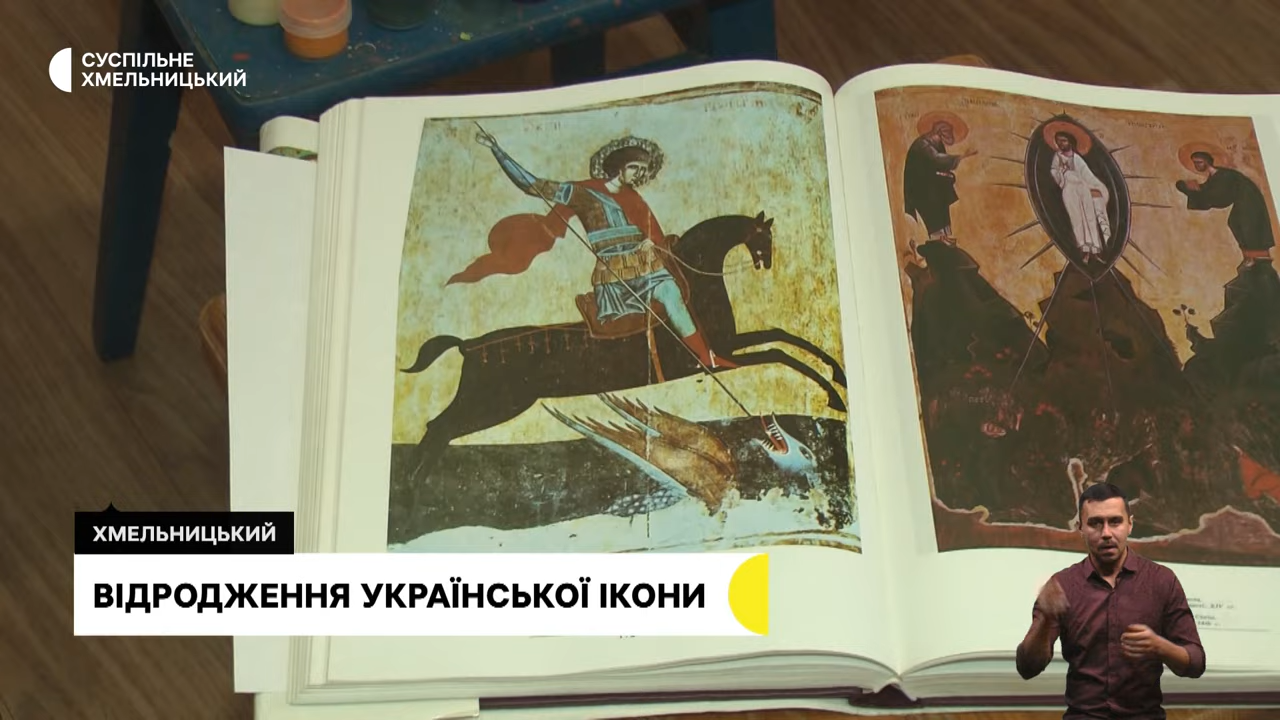 СУСПІЛЬНЕ
ХМЕЛЬНИЦЬКИЙ
ХМЕЛЬНИЦЬКИЙ
ВІДРОДЖЕННЯ УКРАЇНСЬКОЇ ІКОНИ